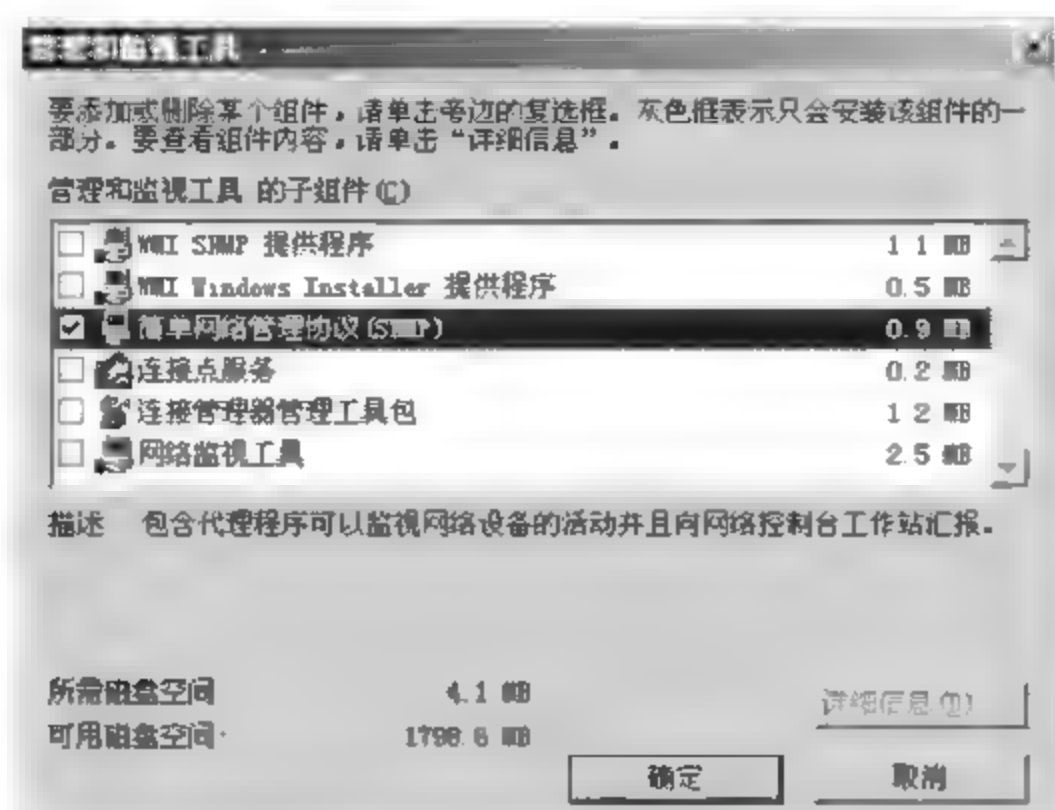 管理和监视工具
要添加或删除某个组件，请单击旁边的复选框。灰色框表示只会安装该组件的一
部分。要查看组件内容，请单击“详细信息”。
管理和监视工具 的子组件(C)
WMI SNMP 提供程序 1 1 MB
WMI Windows Installer 提供程序 0.5 MB
简单网络管理协议(SNMP) 0.9 MB
连接点服务 0.2 MB
连接管理器管理工具包 1 2 MB
网络监视工具 2.5 MB
描述 包含代理程序可以监视网络设备的活动并且向网络控制台工作站汇报。
所需磁盘空间 4.1 MB
详细信息(D)
可用磁盘空间 1798.6 MB
确定 取消